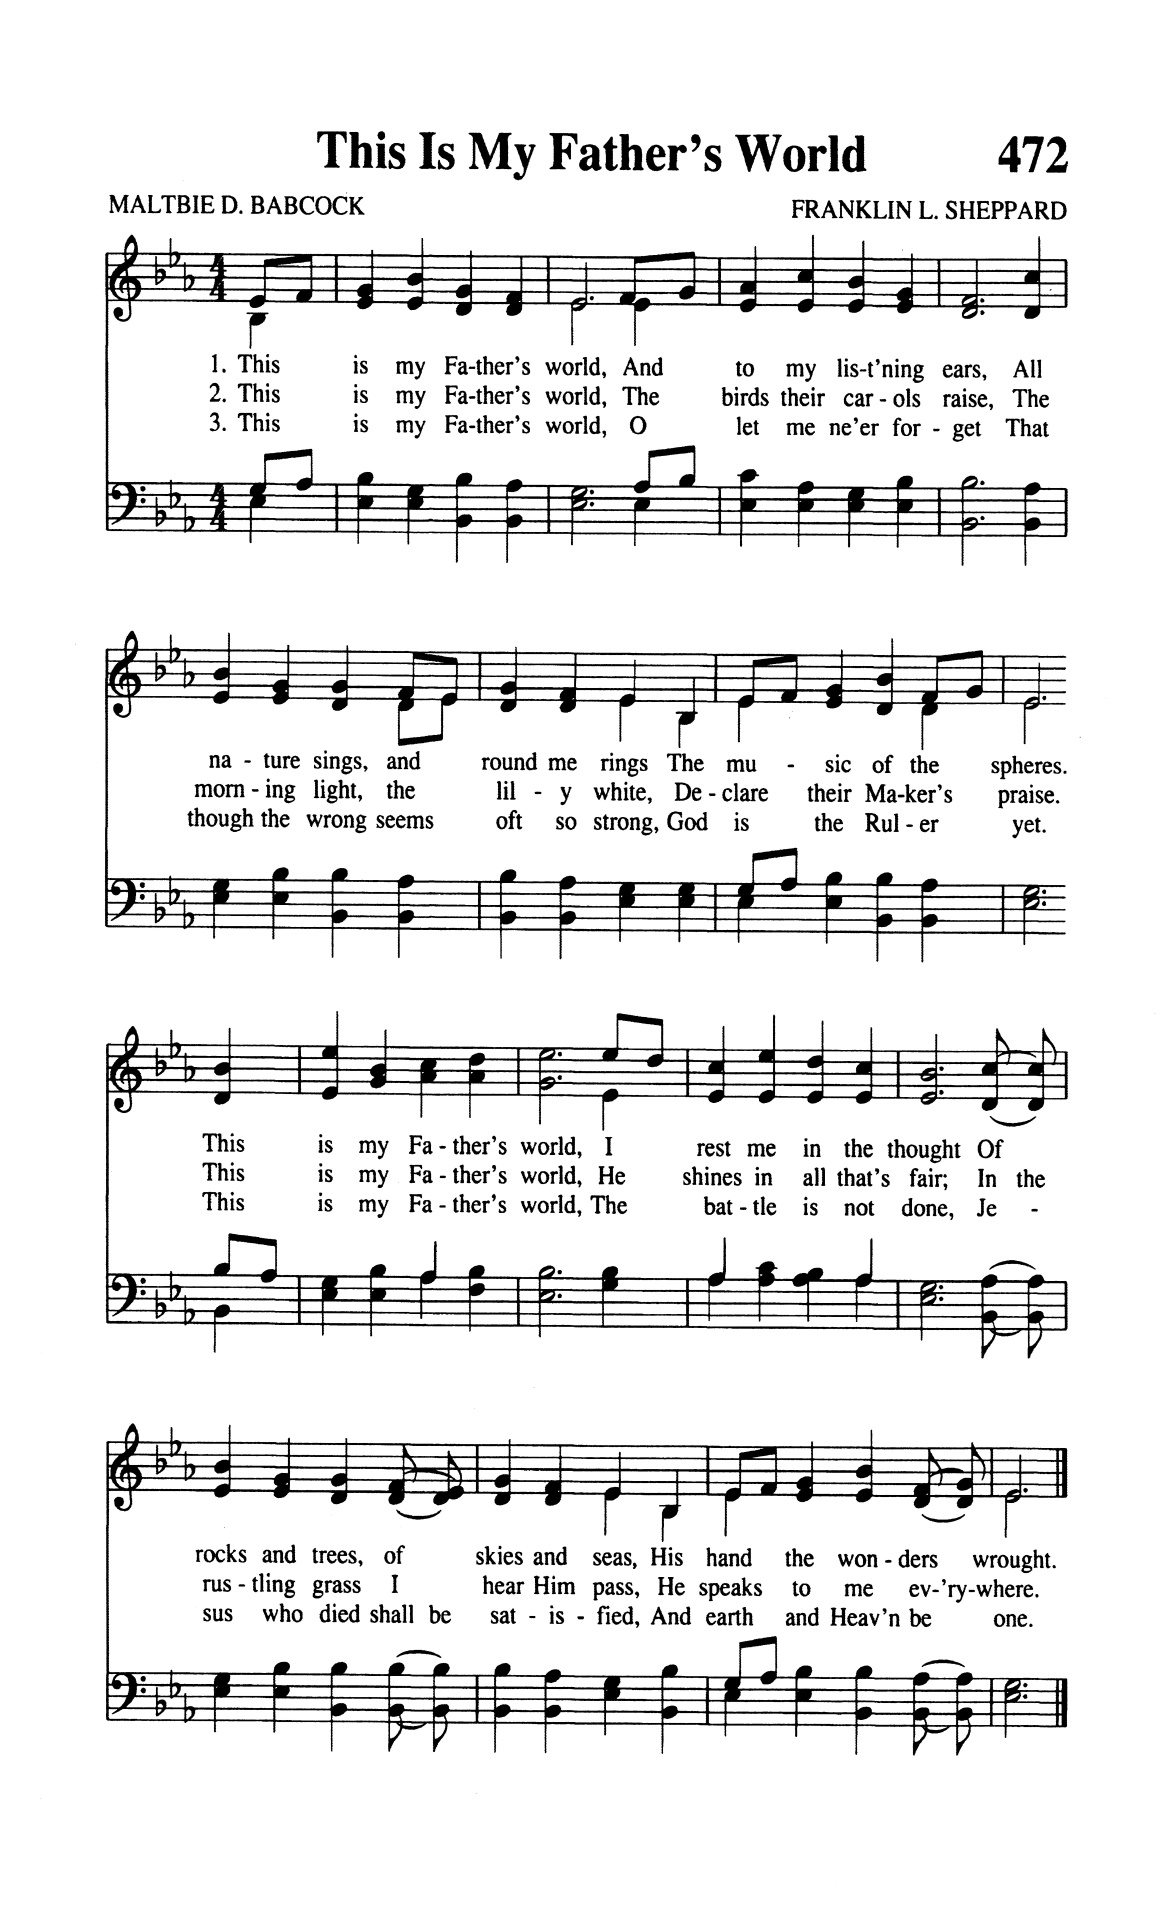 This Is My Father's World 472
MALTBIE D. BABCOCK
FRANKLIN L. SHEPPARD
1. This is my Fa-ther's world, And to my lis-t'ning ears, All
2. This is my Fa-ther's world, The birds their car - ols raise, The
3. This is my Fa-ther's world, O let me ne'er for - get That
na - ture sings, and round me rings The mu - sic of the spheres.
morn - ing light, the lil - y white, De - clare their Ma-ker's praise.
though the wrong seems oft so strong, God is the Rul - er yet.
This is my Fa - ther's world, I rest me in the thought Of
This is my Fa - ther's world, He shines in all that's fair; In the
This is my Fa - ther's world, The bat - tle is not done, Je -
rocks and trees, of skies and seas, His hand the won - ders wrought.
rus - tling grass I hear Him pass, He speaks to me ev-'ry-where.
sus who died shall be sat - is - fied, And earth and Heav'n be one.